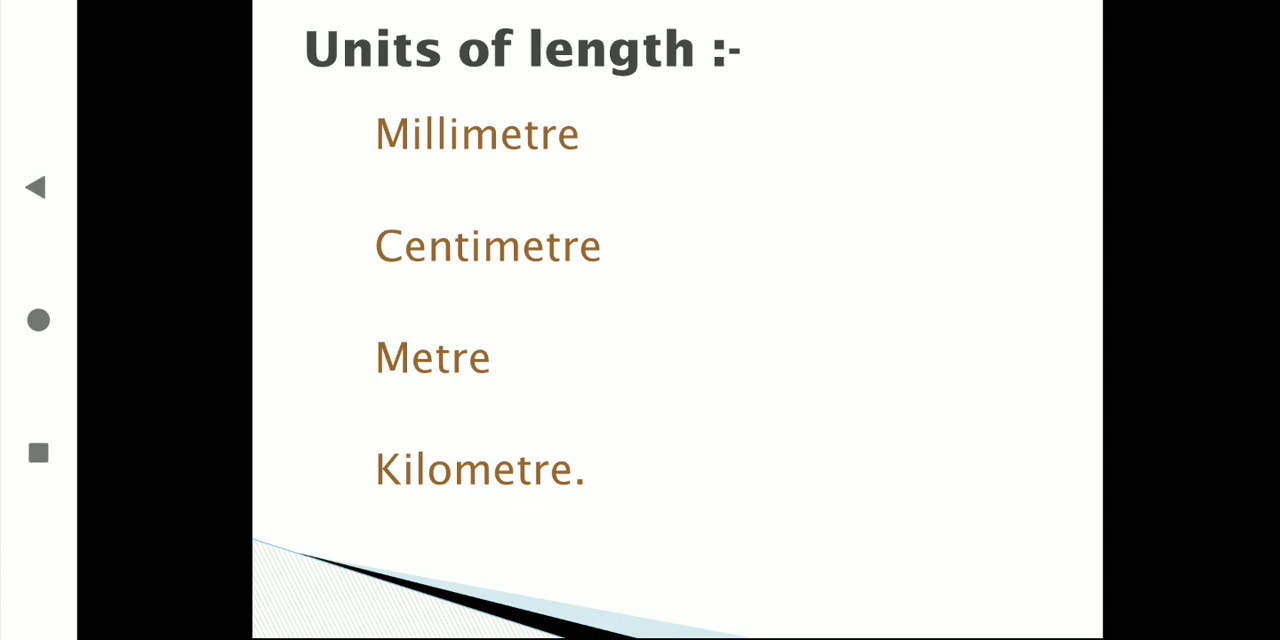 Units of length :-
Millimetre
Centimetre
Metre
Kilometre.